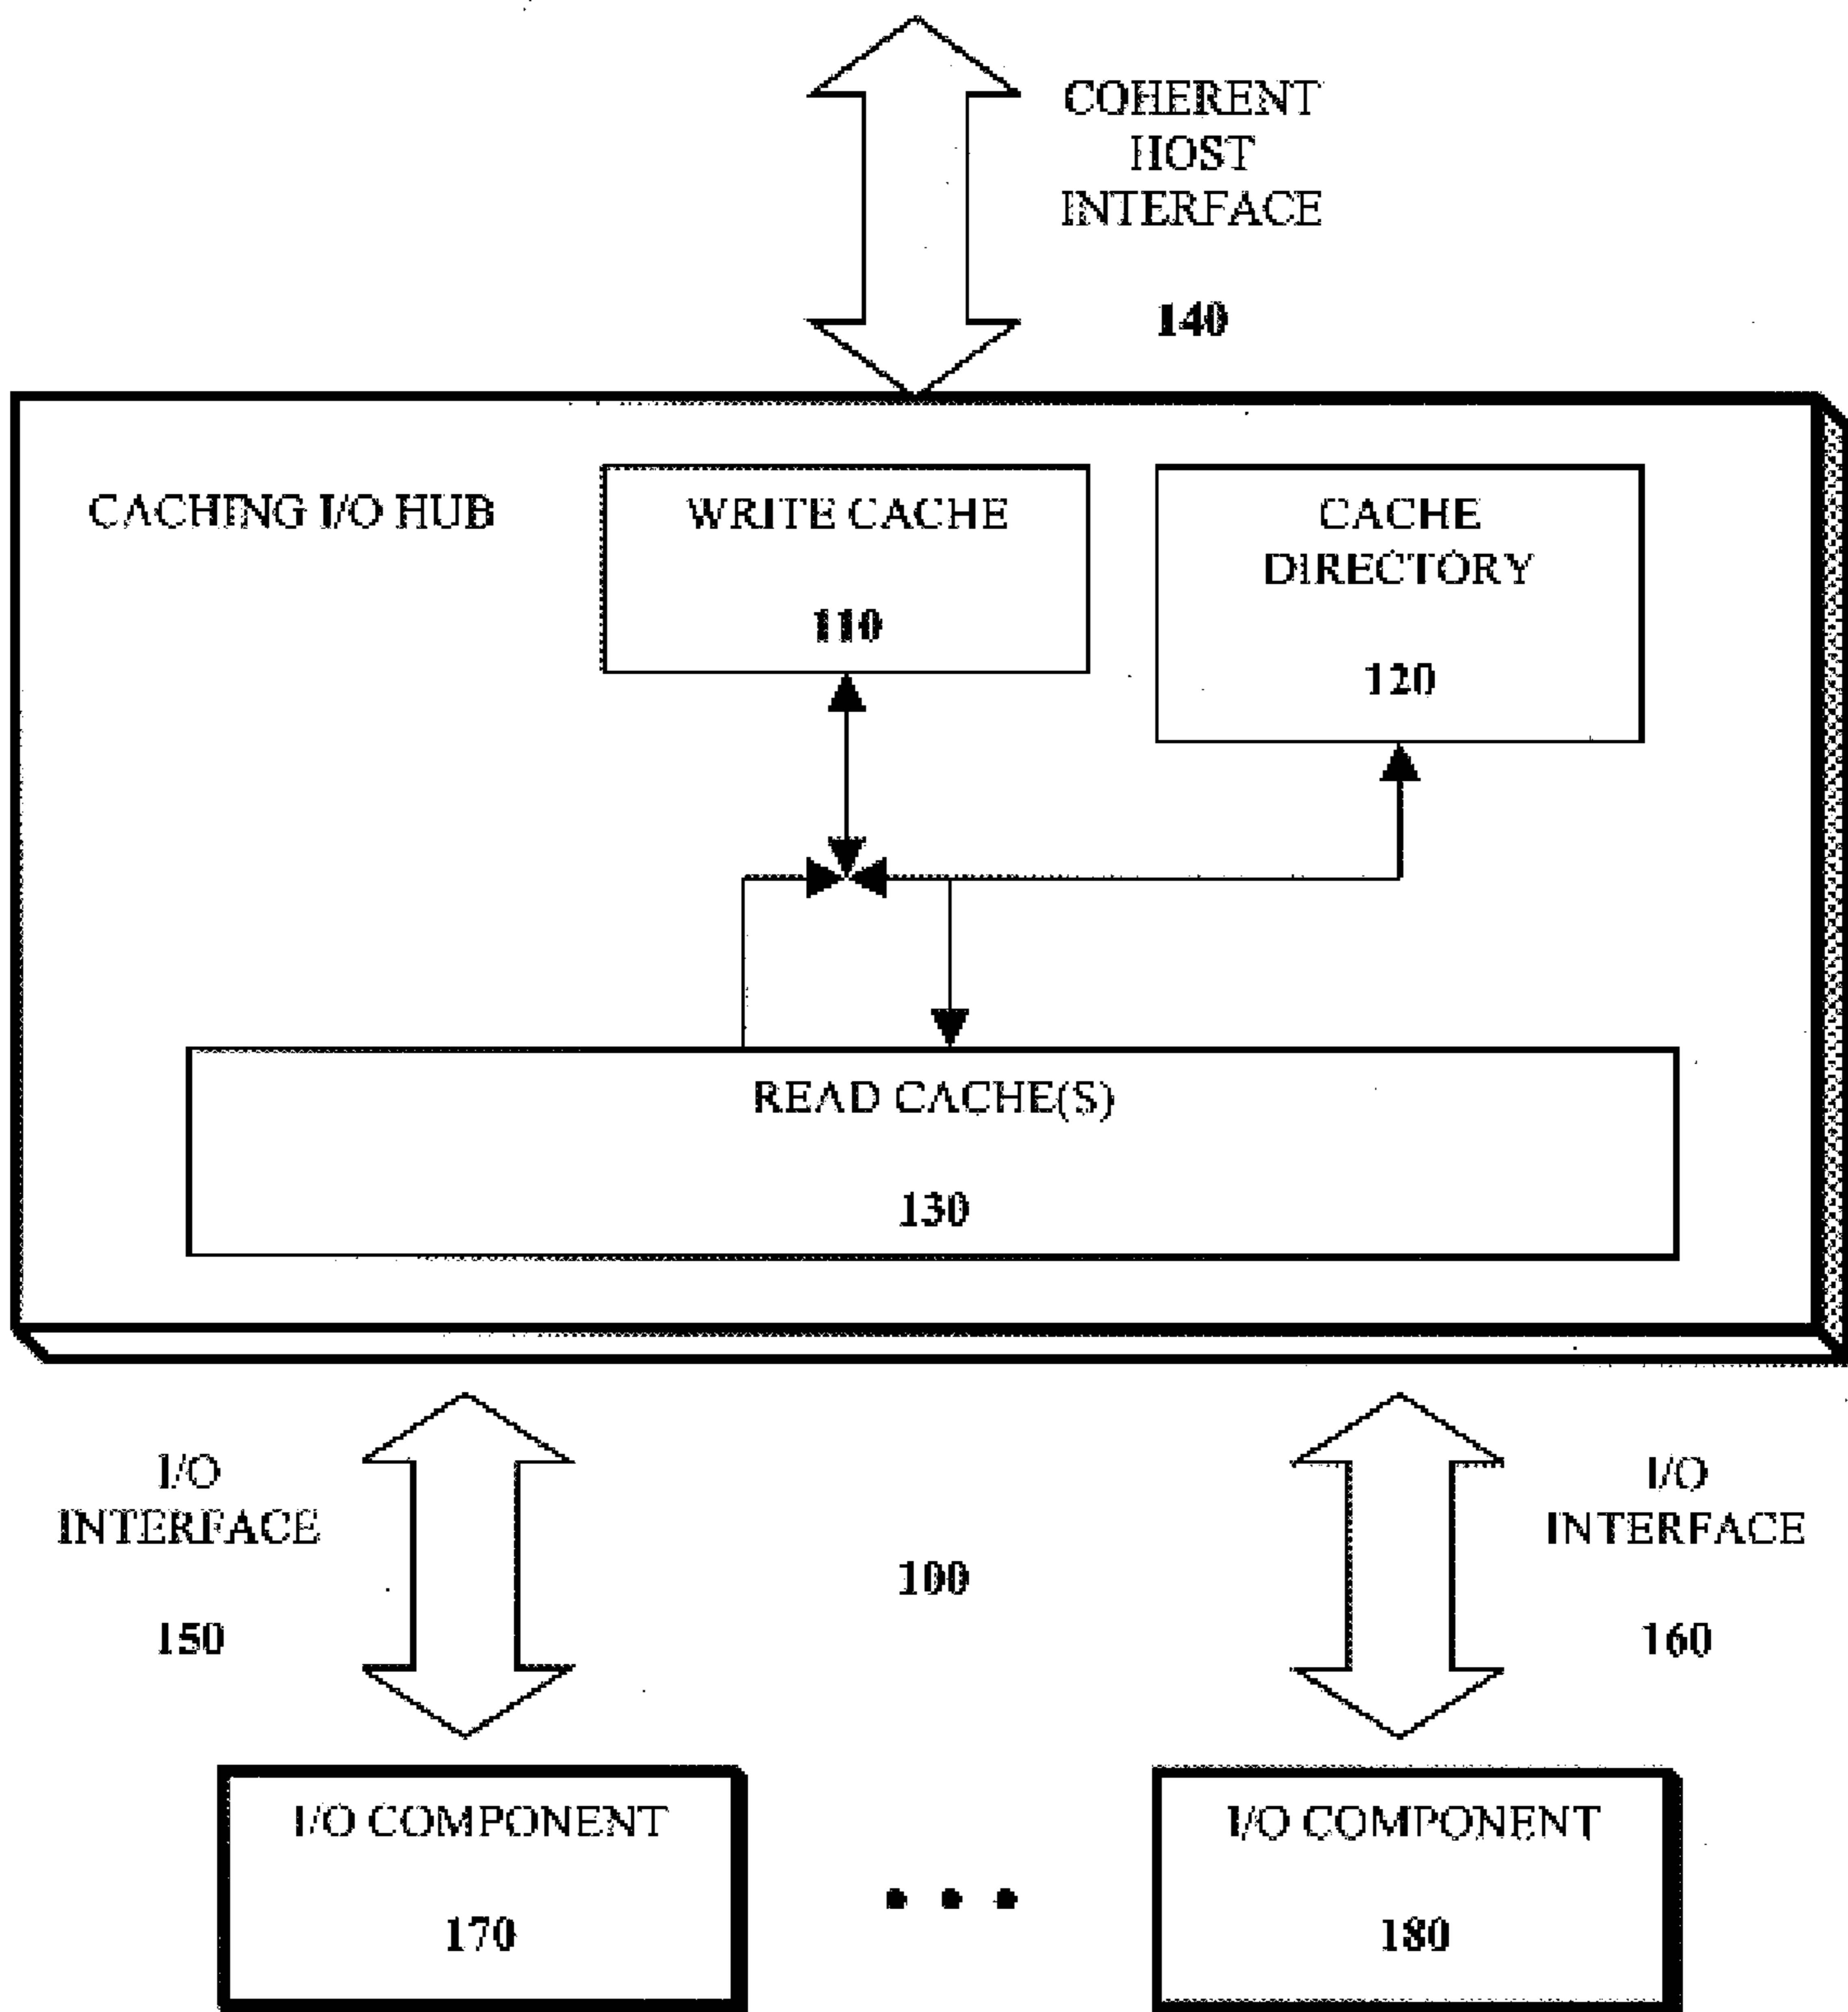 COHERENT
HOST
INTERFACE
140
CACHING I/O HUB
WRITE CACHE
110
CACHE
DIRECTORY
120
READ CACHE(S)
130
I/O
INTERFACE
150
100
I/O
INTERFACE
160
I/O COMPONENT
170
I/O COMPONENT
180